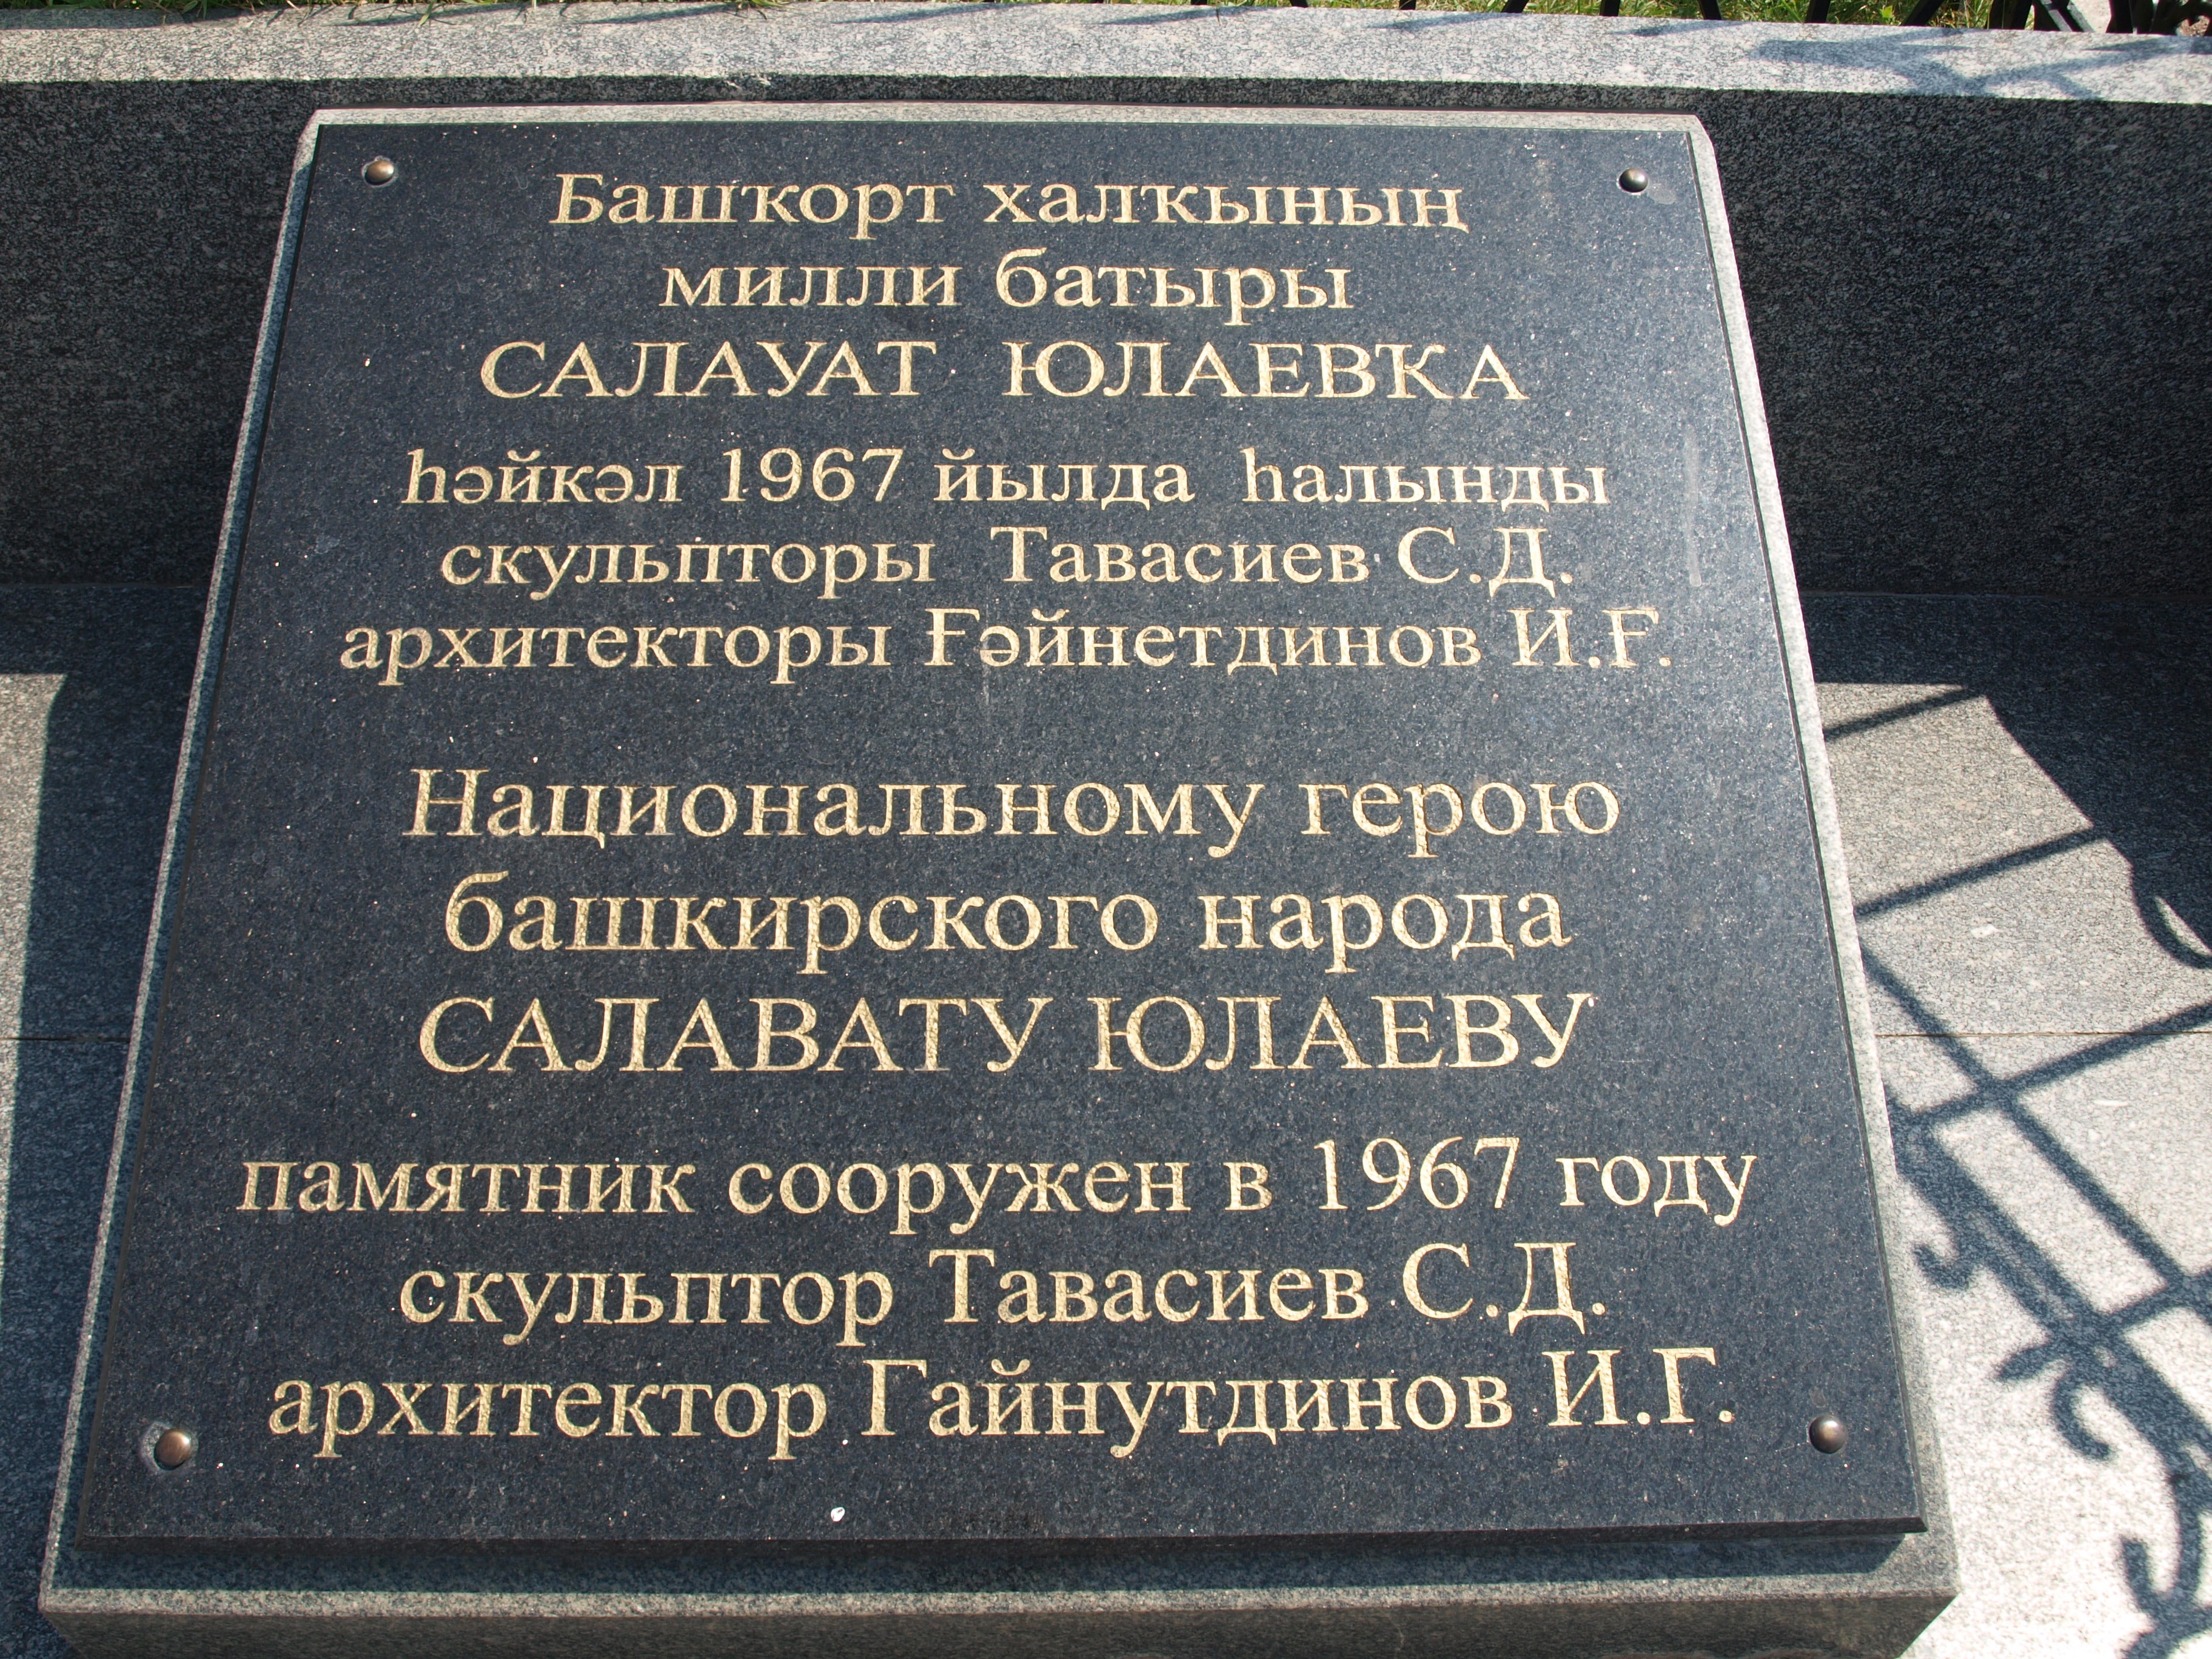 Башҡорт халҡының
милли батыры
САЛАУАТ ЮЛАЕВҠА
һәйкәл 1967 йылда һалынды
скульпторы Тавасиев С.Д.
архитекторы Ғәйнетдинов И.Ғ.
Национальному герою
башкирского народа
САЛАВАТУ ЮЛАЕВУ
памятник сооружен в 1967 году
скульптор Тавасиев С.Д.
архитектор Гайнутдинов И.Г.